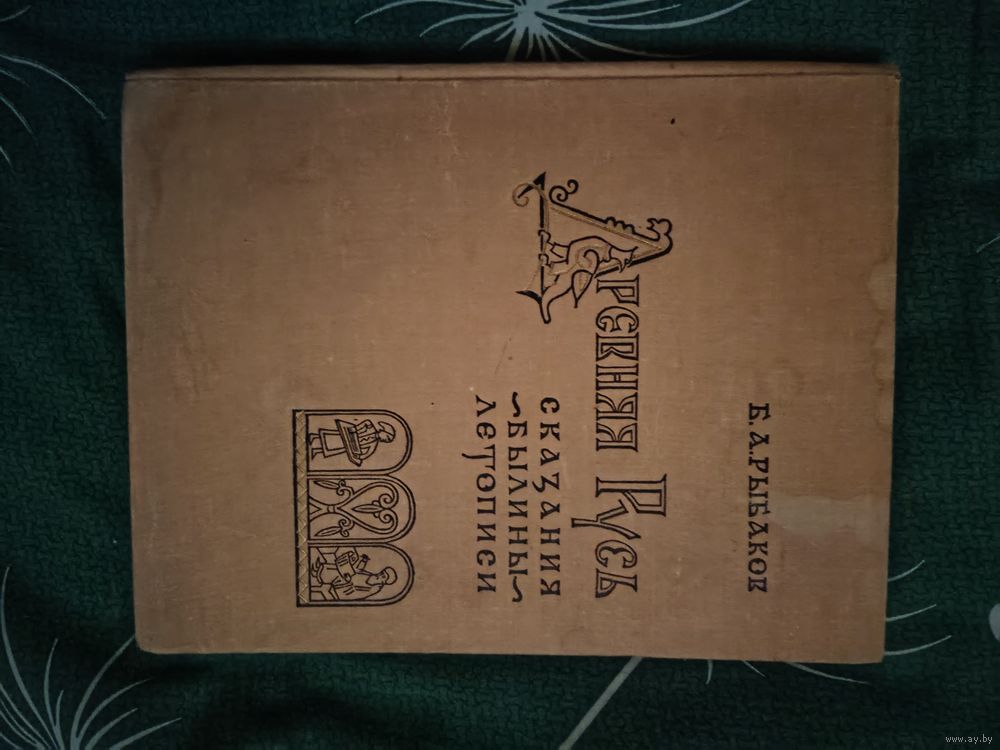 Б. А. РЫБАКОВ
ДРЕВНЯЯ РУСЬ
СКАЗАНИЯ
~БЫЛИНЫ~
ЛЕТОПИСИ
www.ay.by